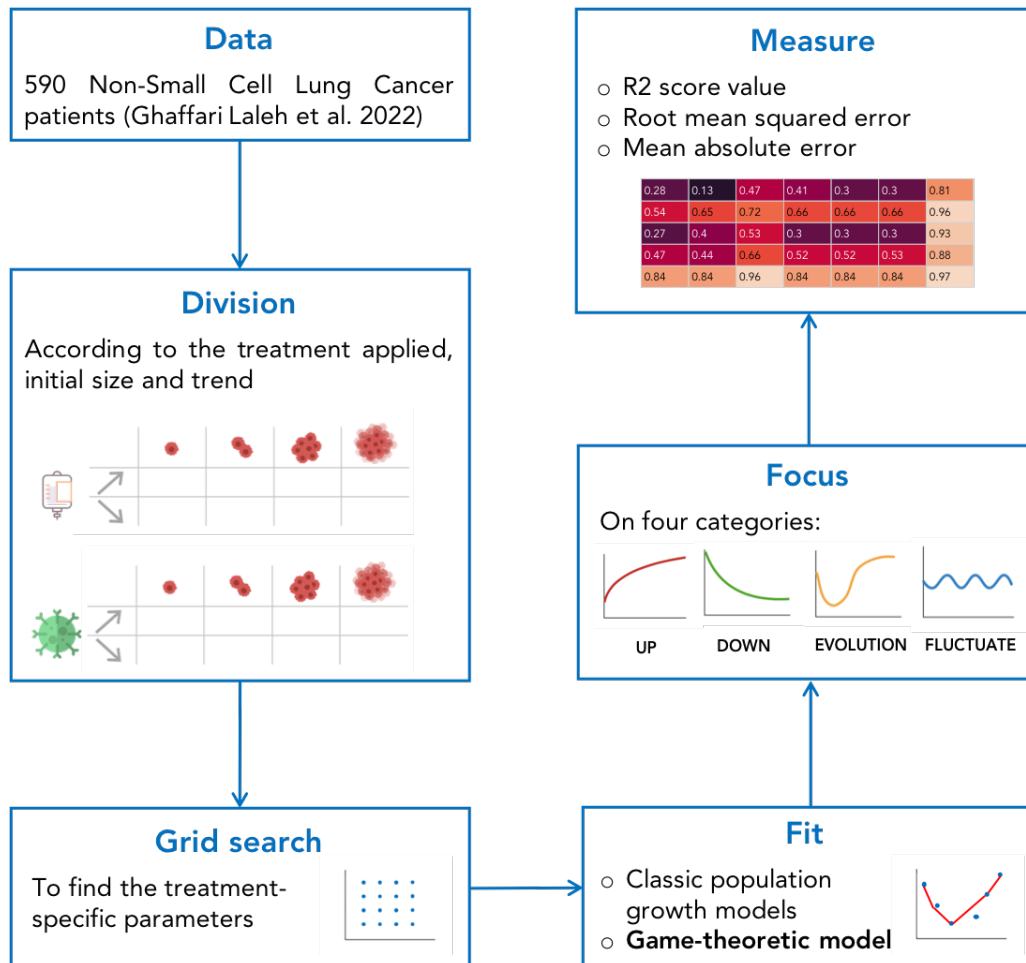 Data
590 Non-Small Cell Lung Cancer
patients (Ghaffari Laleh et al. 2022)
Division
According to the treatment applied,
initial size and trend
Grid search
To find the treatment-
specific parameters
Fit
○ Classic population
growth models
○ Game-theoretic model
Focus
On four categories:
UP DOWN EVOLUTION FLUCTUATE
Measure
○ R2 score value
○ Root mean squared error
○ Mean absolute error
0.28 0.13 0.47 0.41 0.3 0.3 0.81
0.54 0.65 0.72 0.66 0.66 0.66 0.96
0.27 0.4 0.53 0.3 0.3 0.3 0.93
0.47 0.44 0.66 0.52 0.52 0.53 0.88
0.84 0.84 0.96 0.84 0.84 0.84 0.97